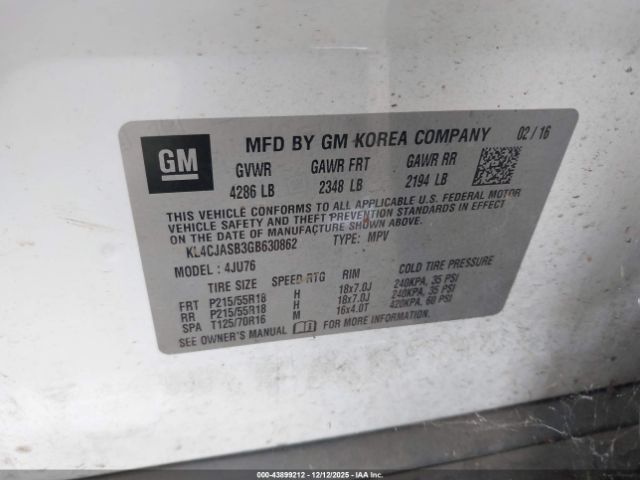 GM
MFD BY GM KOREA COMPANY 02/16
GVWR GAWR FRT GAWR RR
4286 LB 2348 LB 2194 LB
THIS VEHICLE CONFORMS TO ALL APPLICABLE U.S. FEDERAL MOTOR
VEHICLE SAFETY AND THEFT PREVENTION STANDARDS IN EFFECT ON
THE DATE OF MANUFACTURE SHOWN ABOVE.
KL4CJASB3GB630862 TYPE: MPV
MODEL : 4JU76
TIRE SIZE SPEED RTG RIM COLD TIRE PRESSURE
FRT P215/55R18 H 18x7.0J 240KPA, 35 PSI
RR P215/55R18 H 18x7.0J 240KPA, 35 PSI
SPA T125/70R16 M 16x4.0T 420KPA, 60 PSI
SEE OWNER'S MANUAL FOR MORE INFORMATION.
000-43899212 - 12/12/2025 - IAA Inc.